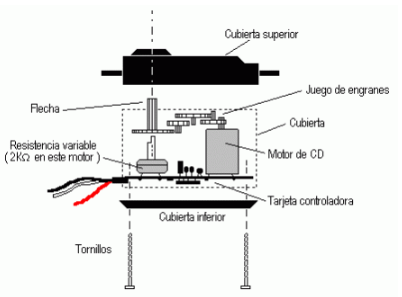 Cubierta superior
Juego de engranes
Flecha
Cubierta
Resistencia variable
(2KΩ en este motor)
Motor de CD
Tarjeta controladora
Cubierta inferior
Tornillos